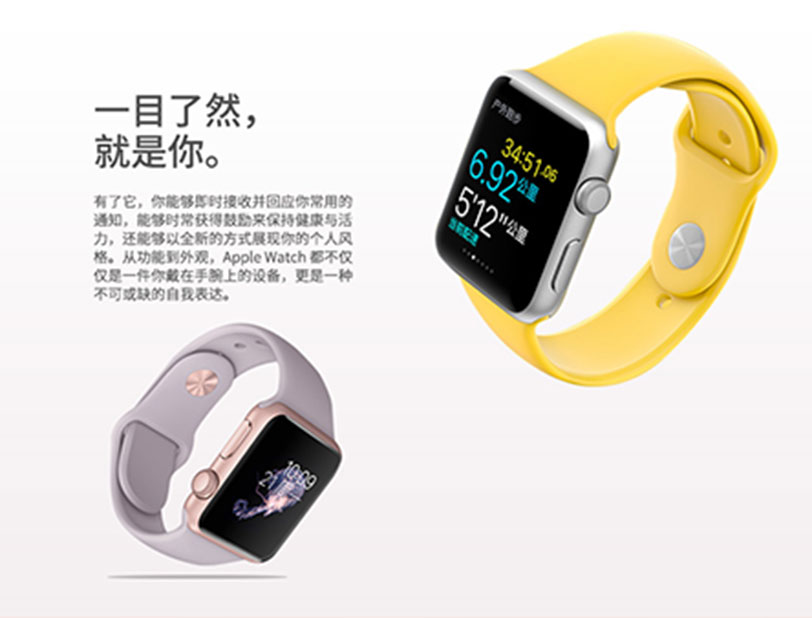 一目了然，
就是你。
有了它，你能够即时接收并回应你常用的
通知，能够时常获得鼓励来保持健康与活
力，还能够以全新的方式展现你的个人风
格。从功能到外观，Apple Watch 都不仅
仅是一件你戴在手腕上的设备，更是一种
不可或缺的自我表达。
户外跑步
34:51.06
6.92公里
5'12"公里
当前配速
10:09